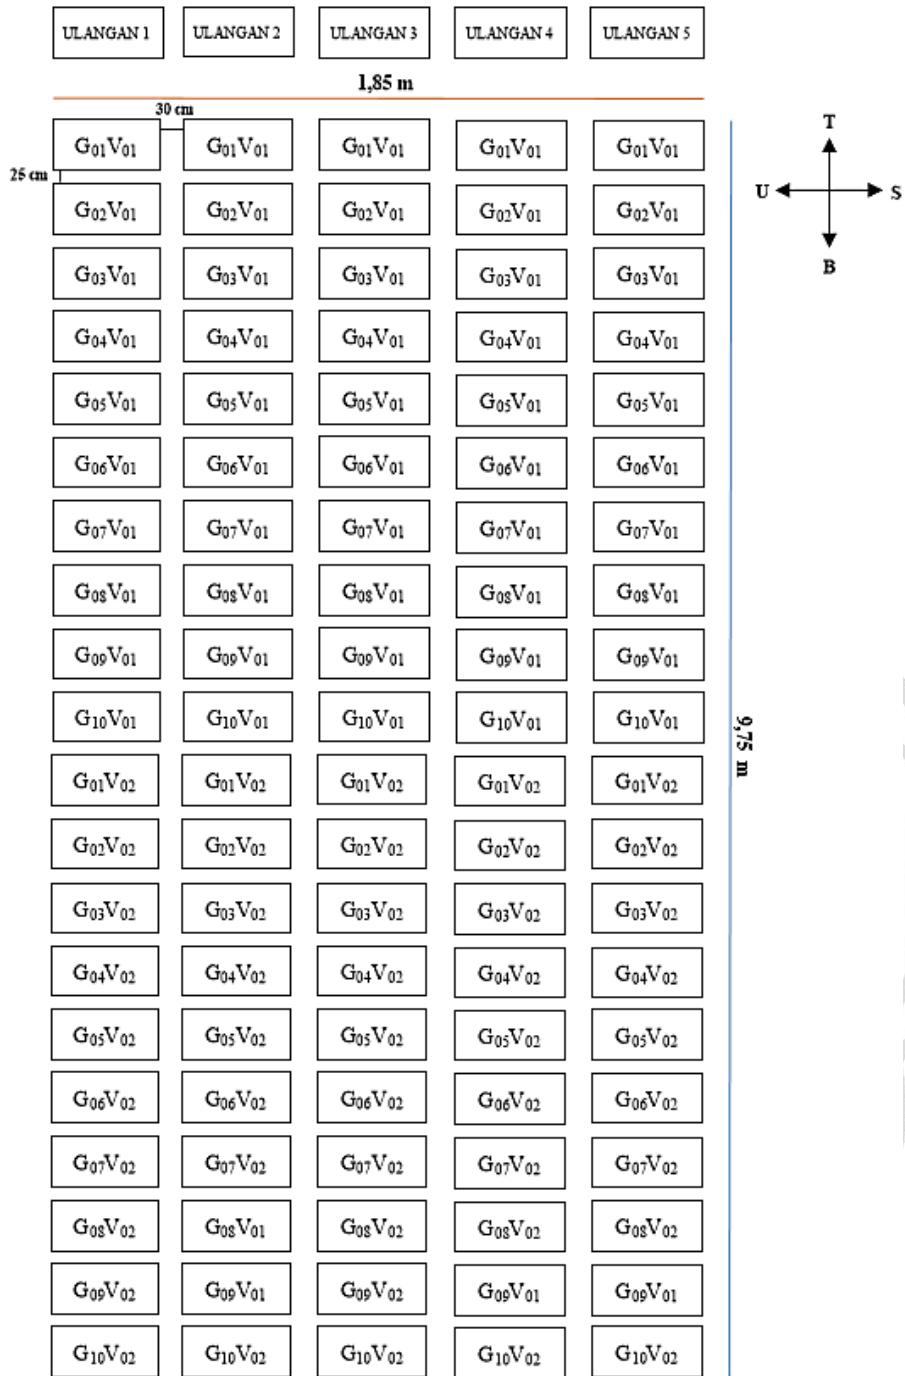 ULANGAN 1 ULANGAN 2 ULANGAN 3 ULANGAN 4 ULANGAN 5
1,85 m
30 cm
G01V01 G01V01 G01V01 G01V01 G01V01
25 cm
G02V01 G02V01 G02V01 G02V01 G02V01
G03V01 G03V01 G03V01 G03V01 G03V01
G04V01 G04V01 G04V01 G04V01 G04V01
G05V01 G05V01 G05V01 G05V01 G05V01
G06V01 G06V01 G06V01 G06V01 G06V01
G07V01 G07V01 G07V01 G07V01 G07V01
G08V01 G08V01 G08V01 G08V01 G08V01
G09V01 G09V01 G09V01 G09V01 G09V01
G10V01 G10V01 G10V01 G10V01 G10V01
G01V02 G01V02 G01V02 G01V02 G01V02
G02V02 G02V02 G02V02 G02V02 G02V02
G03V02 G03V02 G03V02 G03V02 G03V02
G04V02 G04V02 G04V02 G04V02 G04V02
G05V02 G05V02 G05V02 G05V02 G05V02
G06V02 G06V02 G06V02 G06V02 G06V02
G07V02 G07V02 G07V02 G07V02 G07V02
G08V02 G08V01 G08V02 G08V02 G08V02
G09V02 G09V01 G09V02 G09V01 G09V01
G10V02 G10V02 G10V02 G10V02 G10V02
9,75 m
T
U S
B